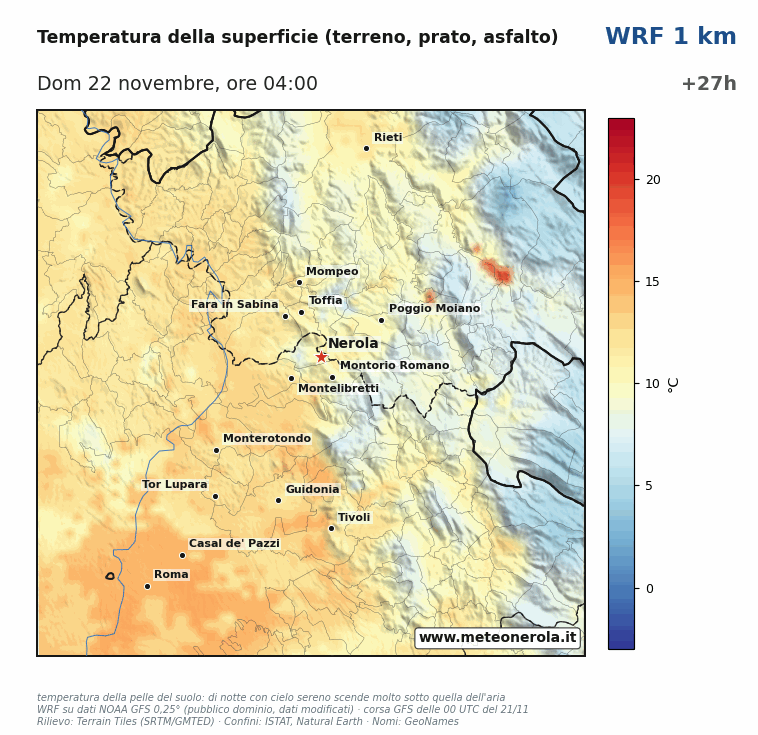 Temperatura della superficie (terreno, prato, asfalto)
WRF 1 km
Dom 22 novembre, ore 04:00
+27h
Rieti
Mompeo
Toffia
Fara in Sabina
Poggio Moiano
Nerola
Montorio Romano
Montelibretti
Monterotondo
Tor Lupara
Guidonia
Tivoli
Casal de' Pazzi
Roma
www.meteonerola.it
20
15
10
5
0
°C
temperatura della pelle del suolo: di notte con cielo sereno scende molto sotto quella dell'aria
WRF su dati NOAA GFS 0,25° (pubblico dominio, dati modificati) · corsa GFS delle 00 UTC del 21/11
Rilievo: Terrain Tiles (SRTM/GMTED) · Confini: ISTAT, Natural Earth · Nomi: GeoNames